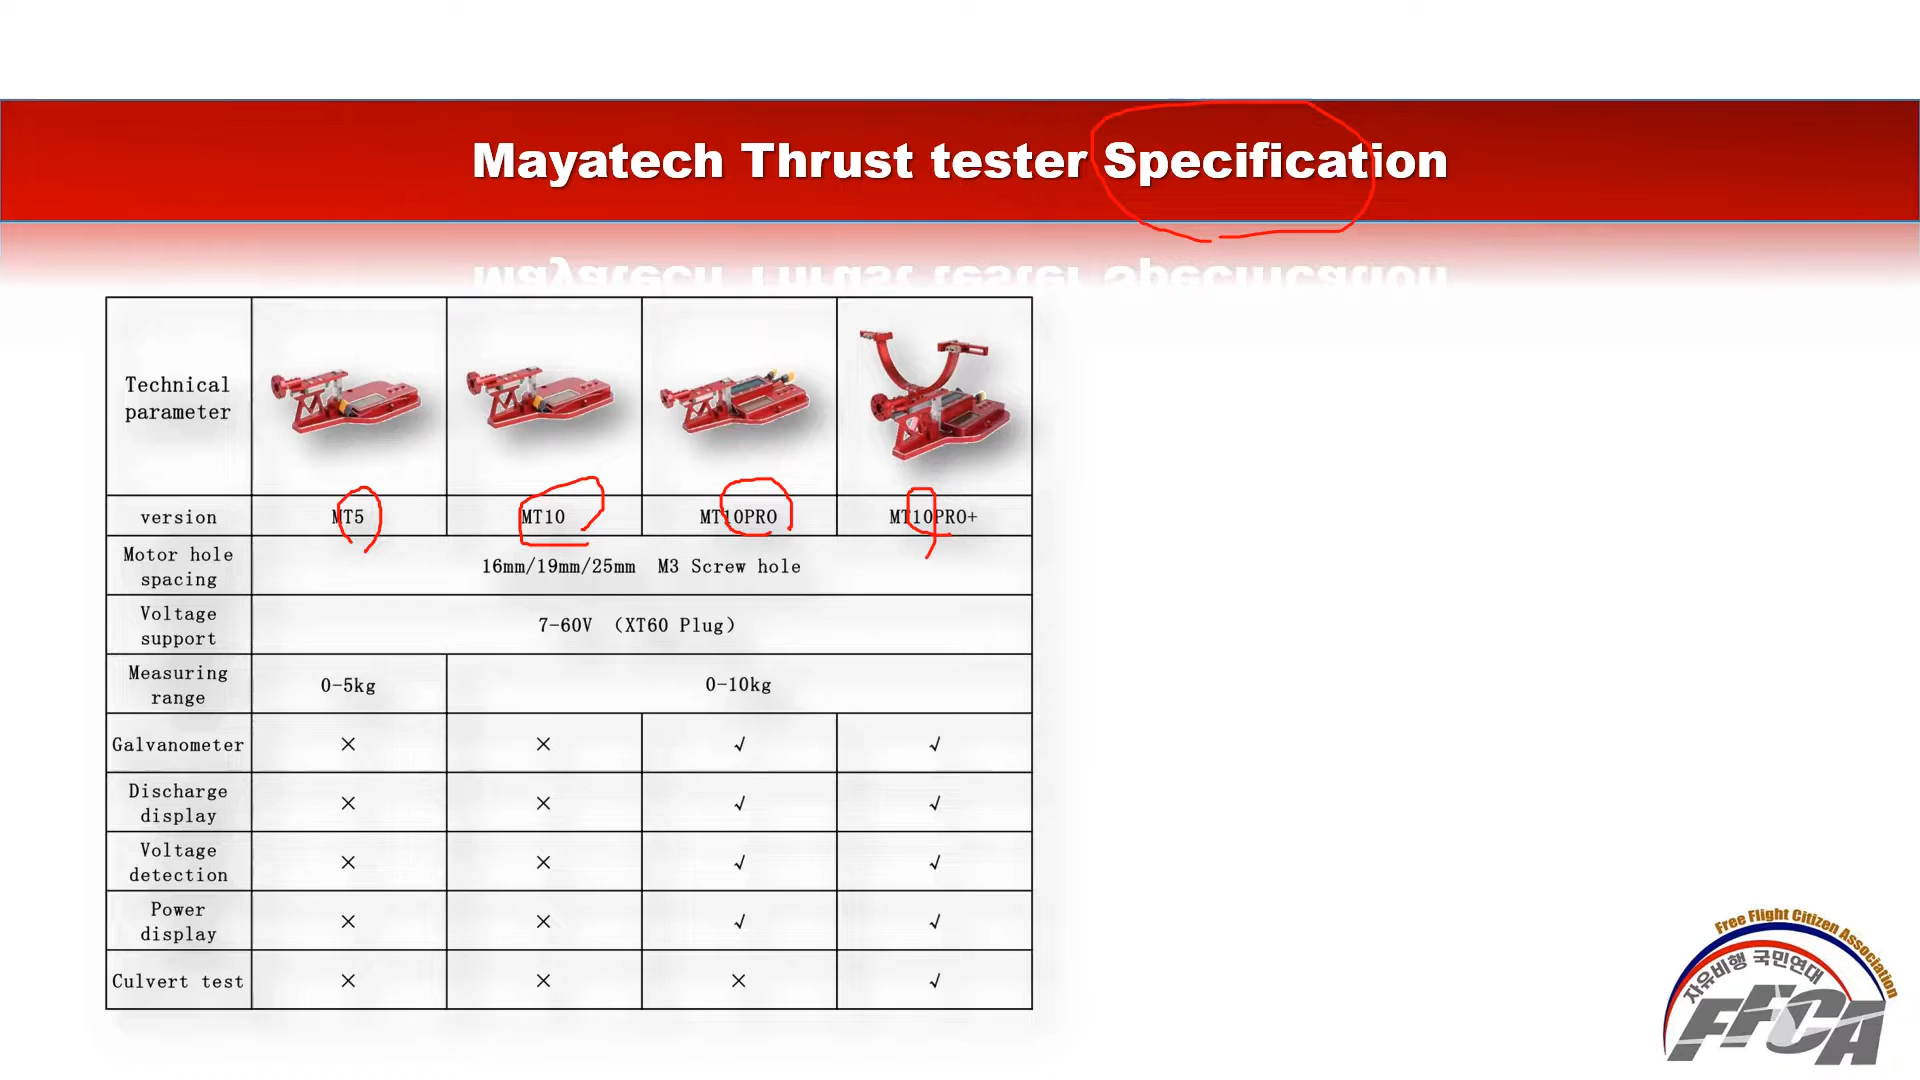 Mayatech Thrust tester Specification
Technical parameter
version MT5 MT10 MT10PRO MT10PRO+
Motor hole spacing 16mm/19mm/25mm M3 Screw hole
Voltage support 7-60V （XT60 Plug）
Measuring range 0-5kg 0-10kg
Galvanometer × × √ √
Discharge display × × √ √
Voltage detection × × √ √
Power display × × √ √
Culvert test × × × √
Free Flight Citizen Association
자유비행 국민연대
FFCA